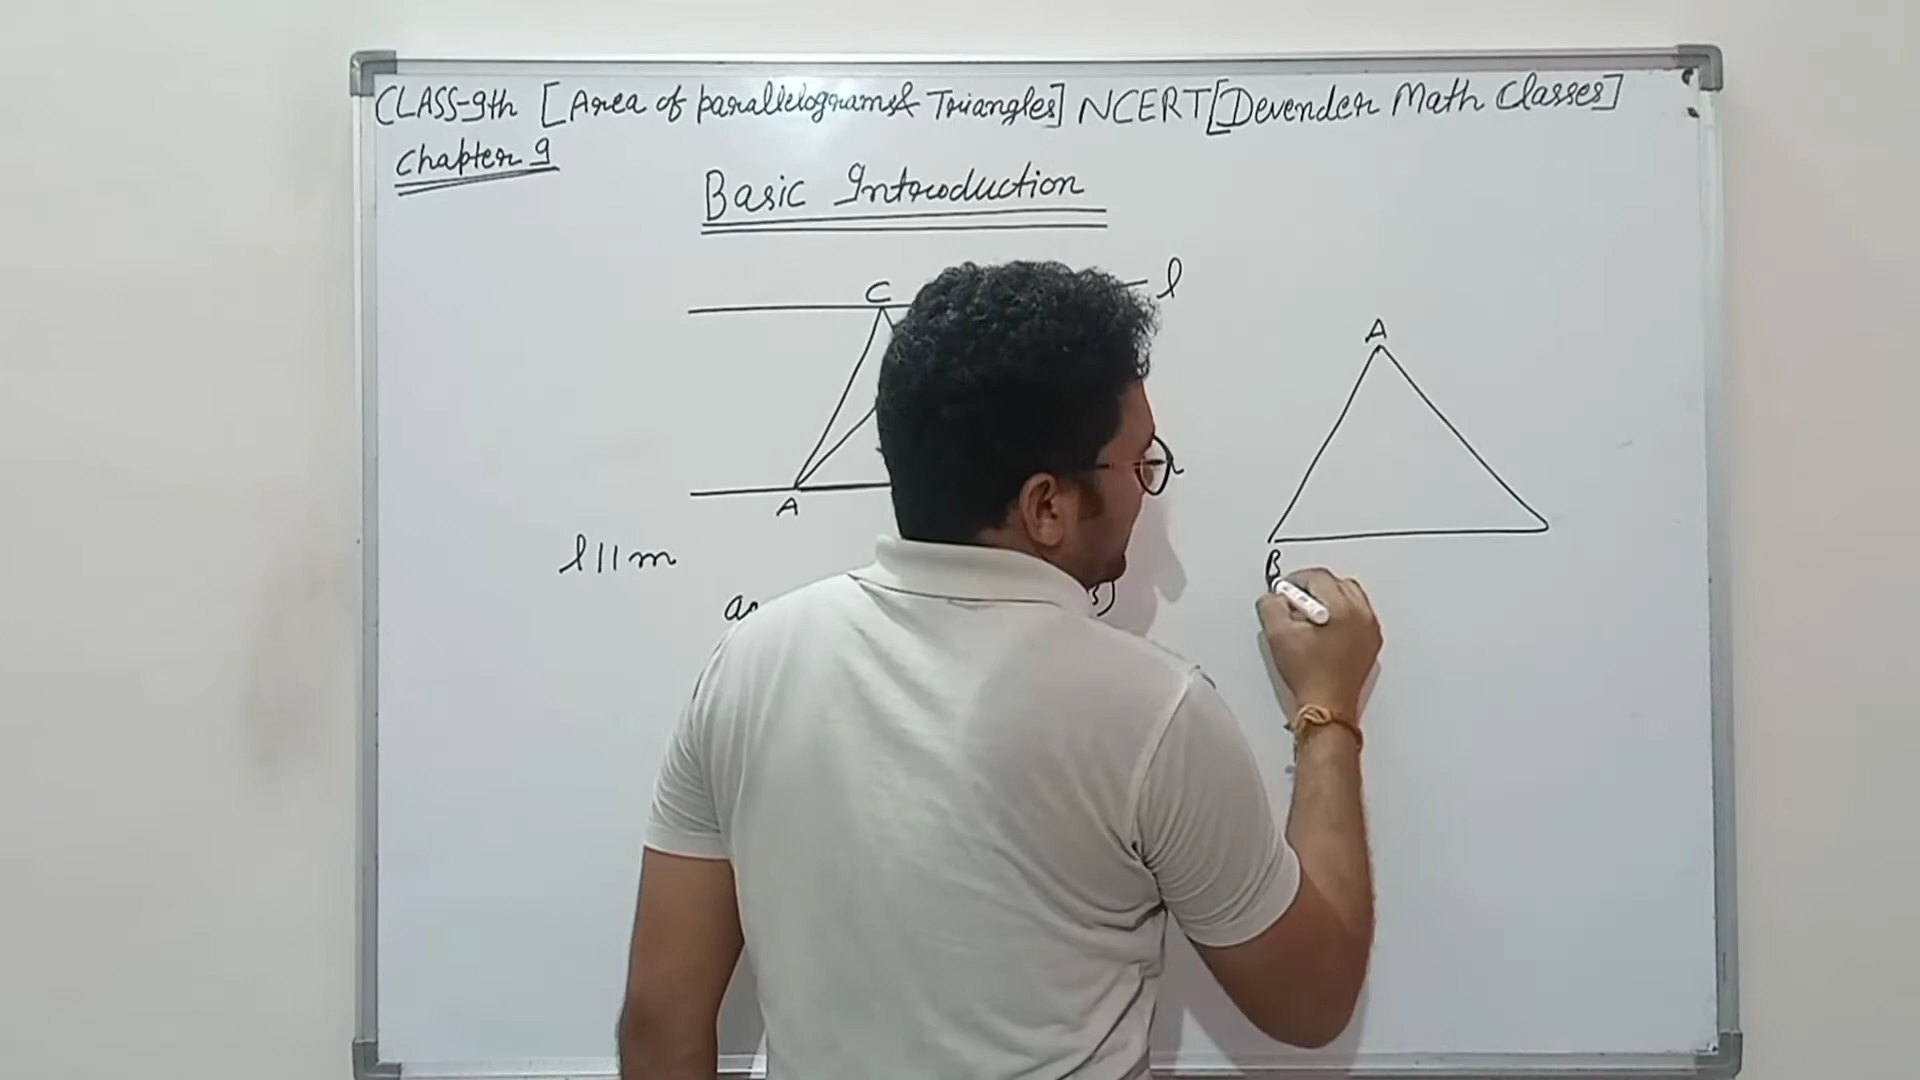 CLASS-9th [Area of parallelograms& Triangles] NCERT[Devender Math Classes]
Chapter 9
Basic Introduction
C
l
A
A
l || m
B